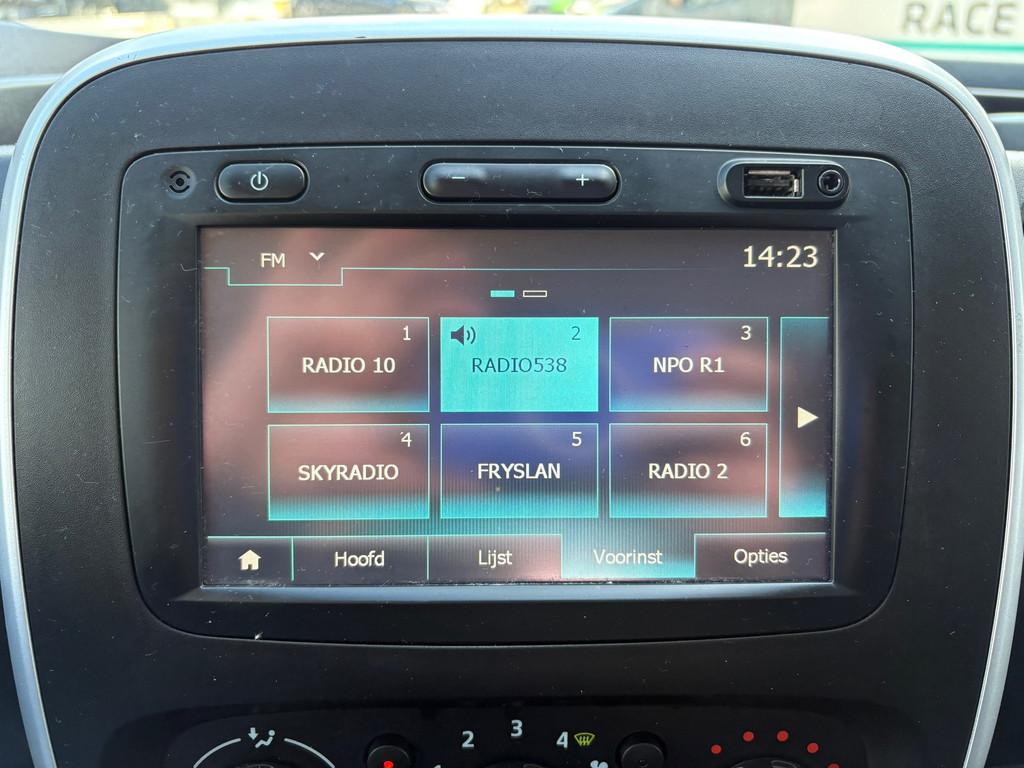 RACE
FM 14:23
1 2 3
RADIO 10 RADIO538 NPO R1
4 5 6
SKYRADIO FRYSLAN RADIO 2
Hoofd Lijst Voorinst Opties
2 3 4